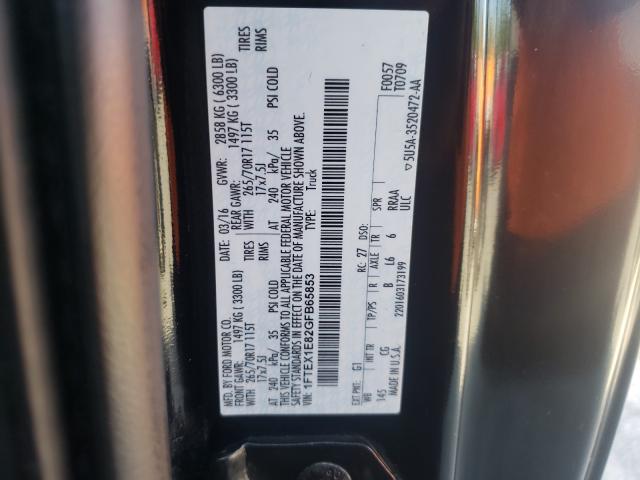 MFD. BY FORD MOTOR CO.
DATE: 03/16 GVWR: 2858 KG ( 6300 LB)
FRONT GAWR: 1497 KG ( 3300 LB) REAR GAWR: 1497 KG ( 3300 LB)
WITH 265/70R17 115T TIRES WITH 265/70R17 115T TIRES
17x7.5J RIMS 17x7.5J RIMS
AT 240 kPa/ 35 PSI COLD AT 240 kPa/ 35 PSI COLD
THIS VEHICLE CONFORMS TO ALL APPLICABLE FEDERAL MOTOR VEHICLE
SAFETY STANDARDS IN EFFECT ON THE DATE OF MANUFACTURE SHOWN ABOVE.
VIN: 1FTEX1E82GFB65853 TYPE: Truck
F0057
T0709
EXT PNT: G1 RC: 27 DSO:
WB INT TR TP/PS R AXLE TR SPR
145 CG B L6 6 RRAA
ULC
MADE IN U.S.A. 2201603173199
5U5A-3520472-AA